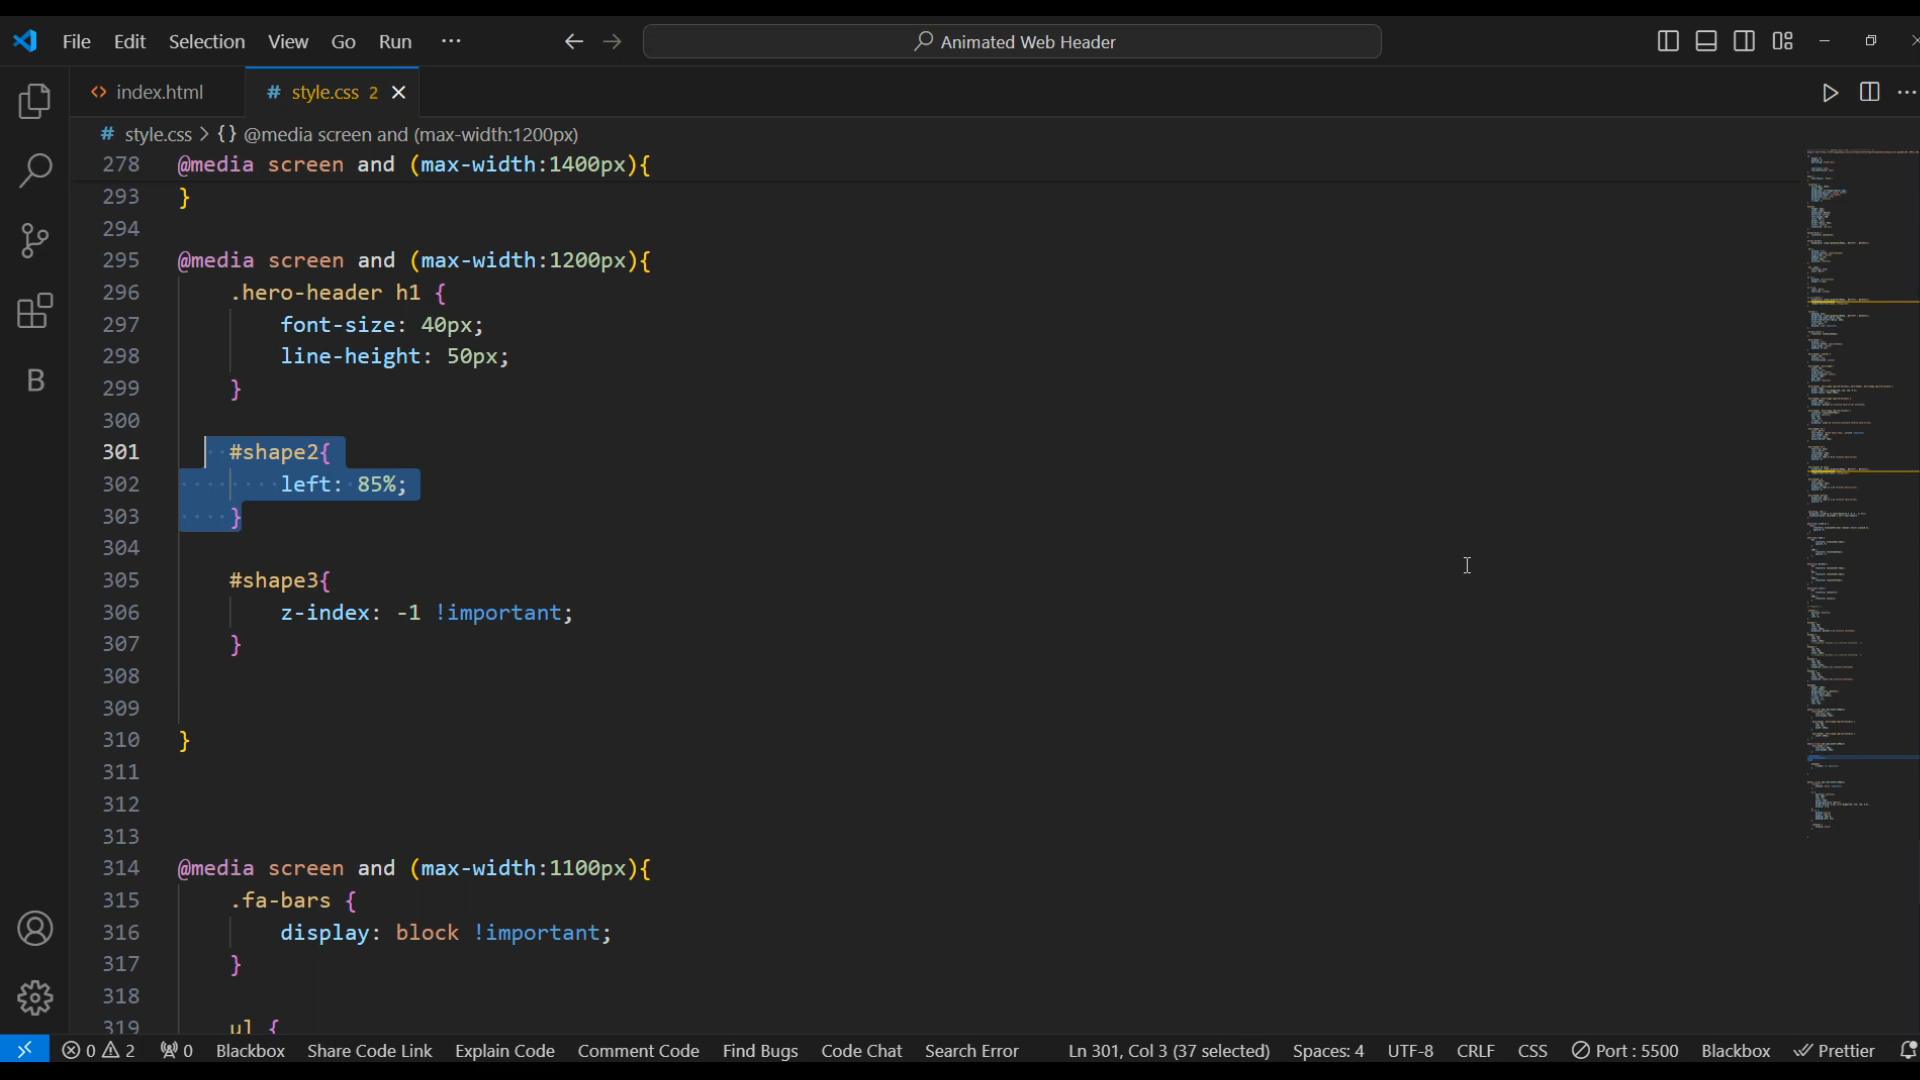 File Edit Selection View Go Run ··· Animated Web Header
index.html # style.css 2
# style.css > {} @media screen and (max-width:1200px)
278 @media screen and (max-width:1400px){
293 }
294
295 @media screen and (max-width:1200px){
296 .hero-header h1 {
297 font-size: 40px;
298 line-height: 50px;
299 }
300
301 #shape2{
302 left: 85%;
303 }
304
305 #shape3{
306 z-index: -1 !important;
307 }
308
309
310 }
311
312
313
314 @media screen and (max-width:1100px){
315 .fa-bars {
316 display: block !important;
317 }
318
319 ul {
0 2 0 Blackbox Share Code Link Explain Code Comment Code Find Bugs Code Chat Search Error Ln 301, Col 3 (37 selected) Spaces: 4 UTF-8 CRLF CSS Port : 5500 Blackbox Prettier